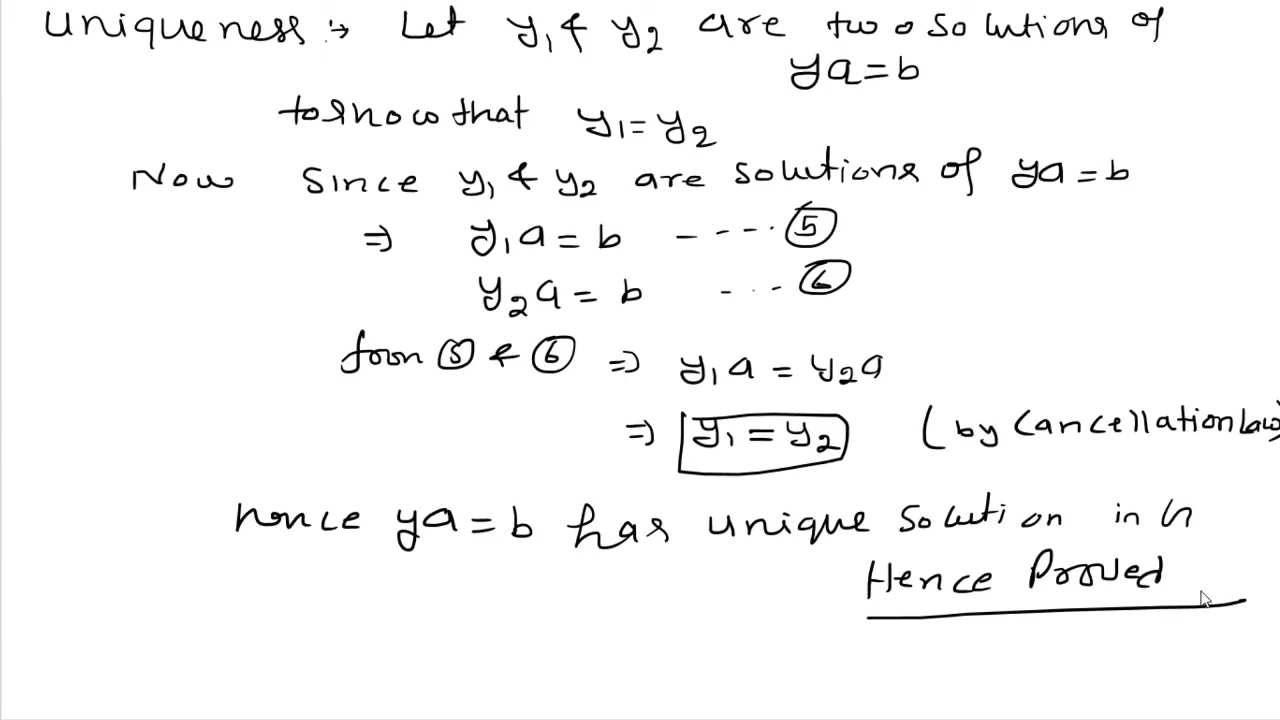 Uniqueness :→ Let y₁ & y₂ are two solutions of
ya = b
to show that y₁ = y₂
Now Since y₁ & y₂ are solutions of ya = b
⇒ y₁a = b - - - - · ⑤
y₂a = b - · · - ⑥
from ⑤ & ⑥ ⇒ y₁a = y₂a
⇒ y₁ = y₂ (by Cancellation Law)
hence ya = b has unique solution in G
Hence Proved